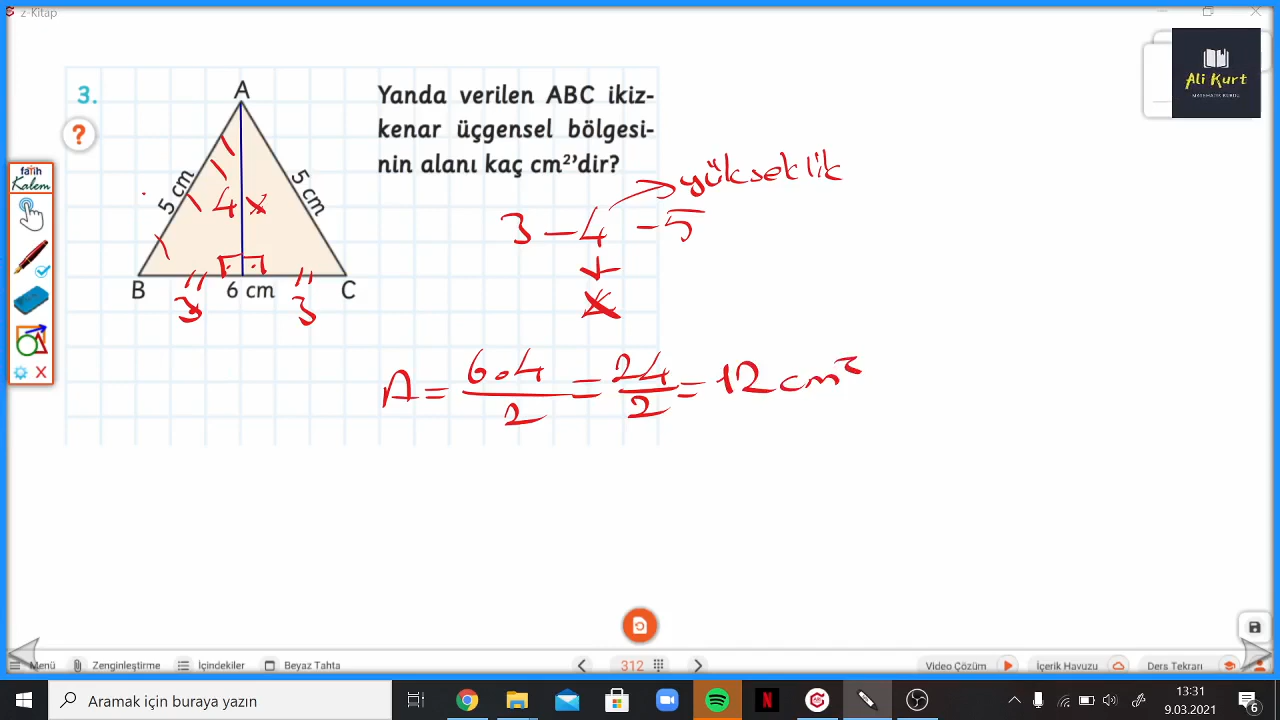 z-Kitap
Ali Kurt
3.
?
A
Yanda verilen ABC ikiz-
kenar üçgensel bölgesi-
nin alanı kaç cm²'dir?
5 cm
5 cm
4 x
B
6 cm
C
3
3
yükseklik
3 - 4 - 5
x
A = 6.4/2 = 24/2 = 12 cm²
fatih
Kalem
Menü
Zenginleştirme
İçindekiler
Beyaz Tahta
312
Video Çözüm
İçerik Havuzu
Ders Tekrarı
Aramak için buraya yazın
13:31
9.03.2021
6